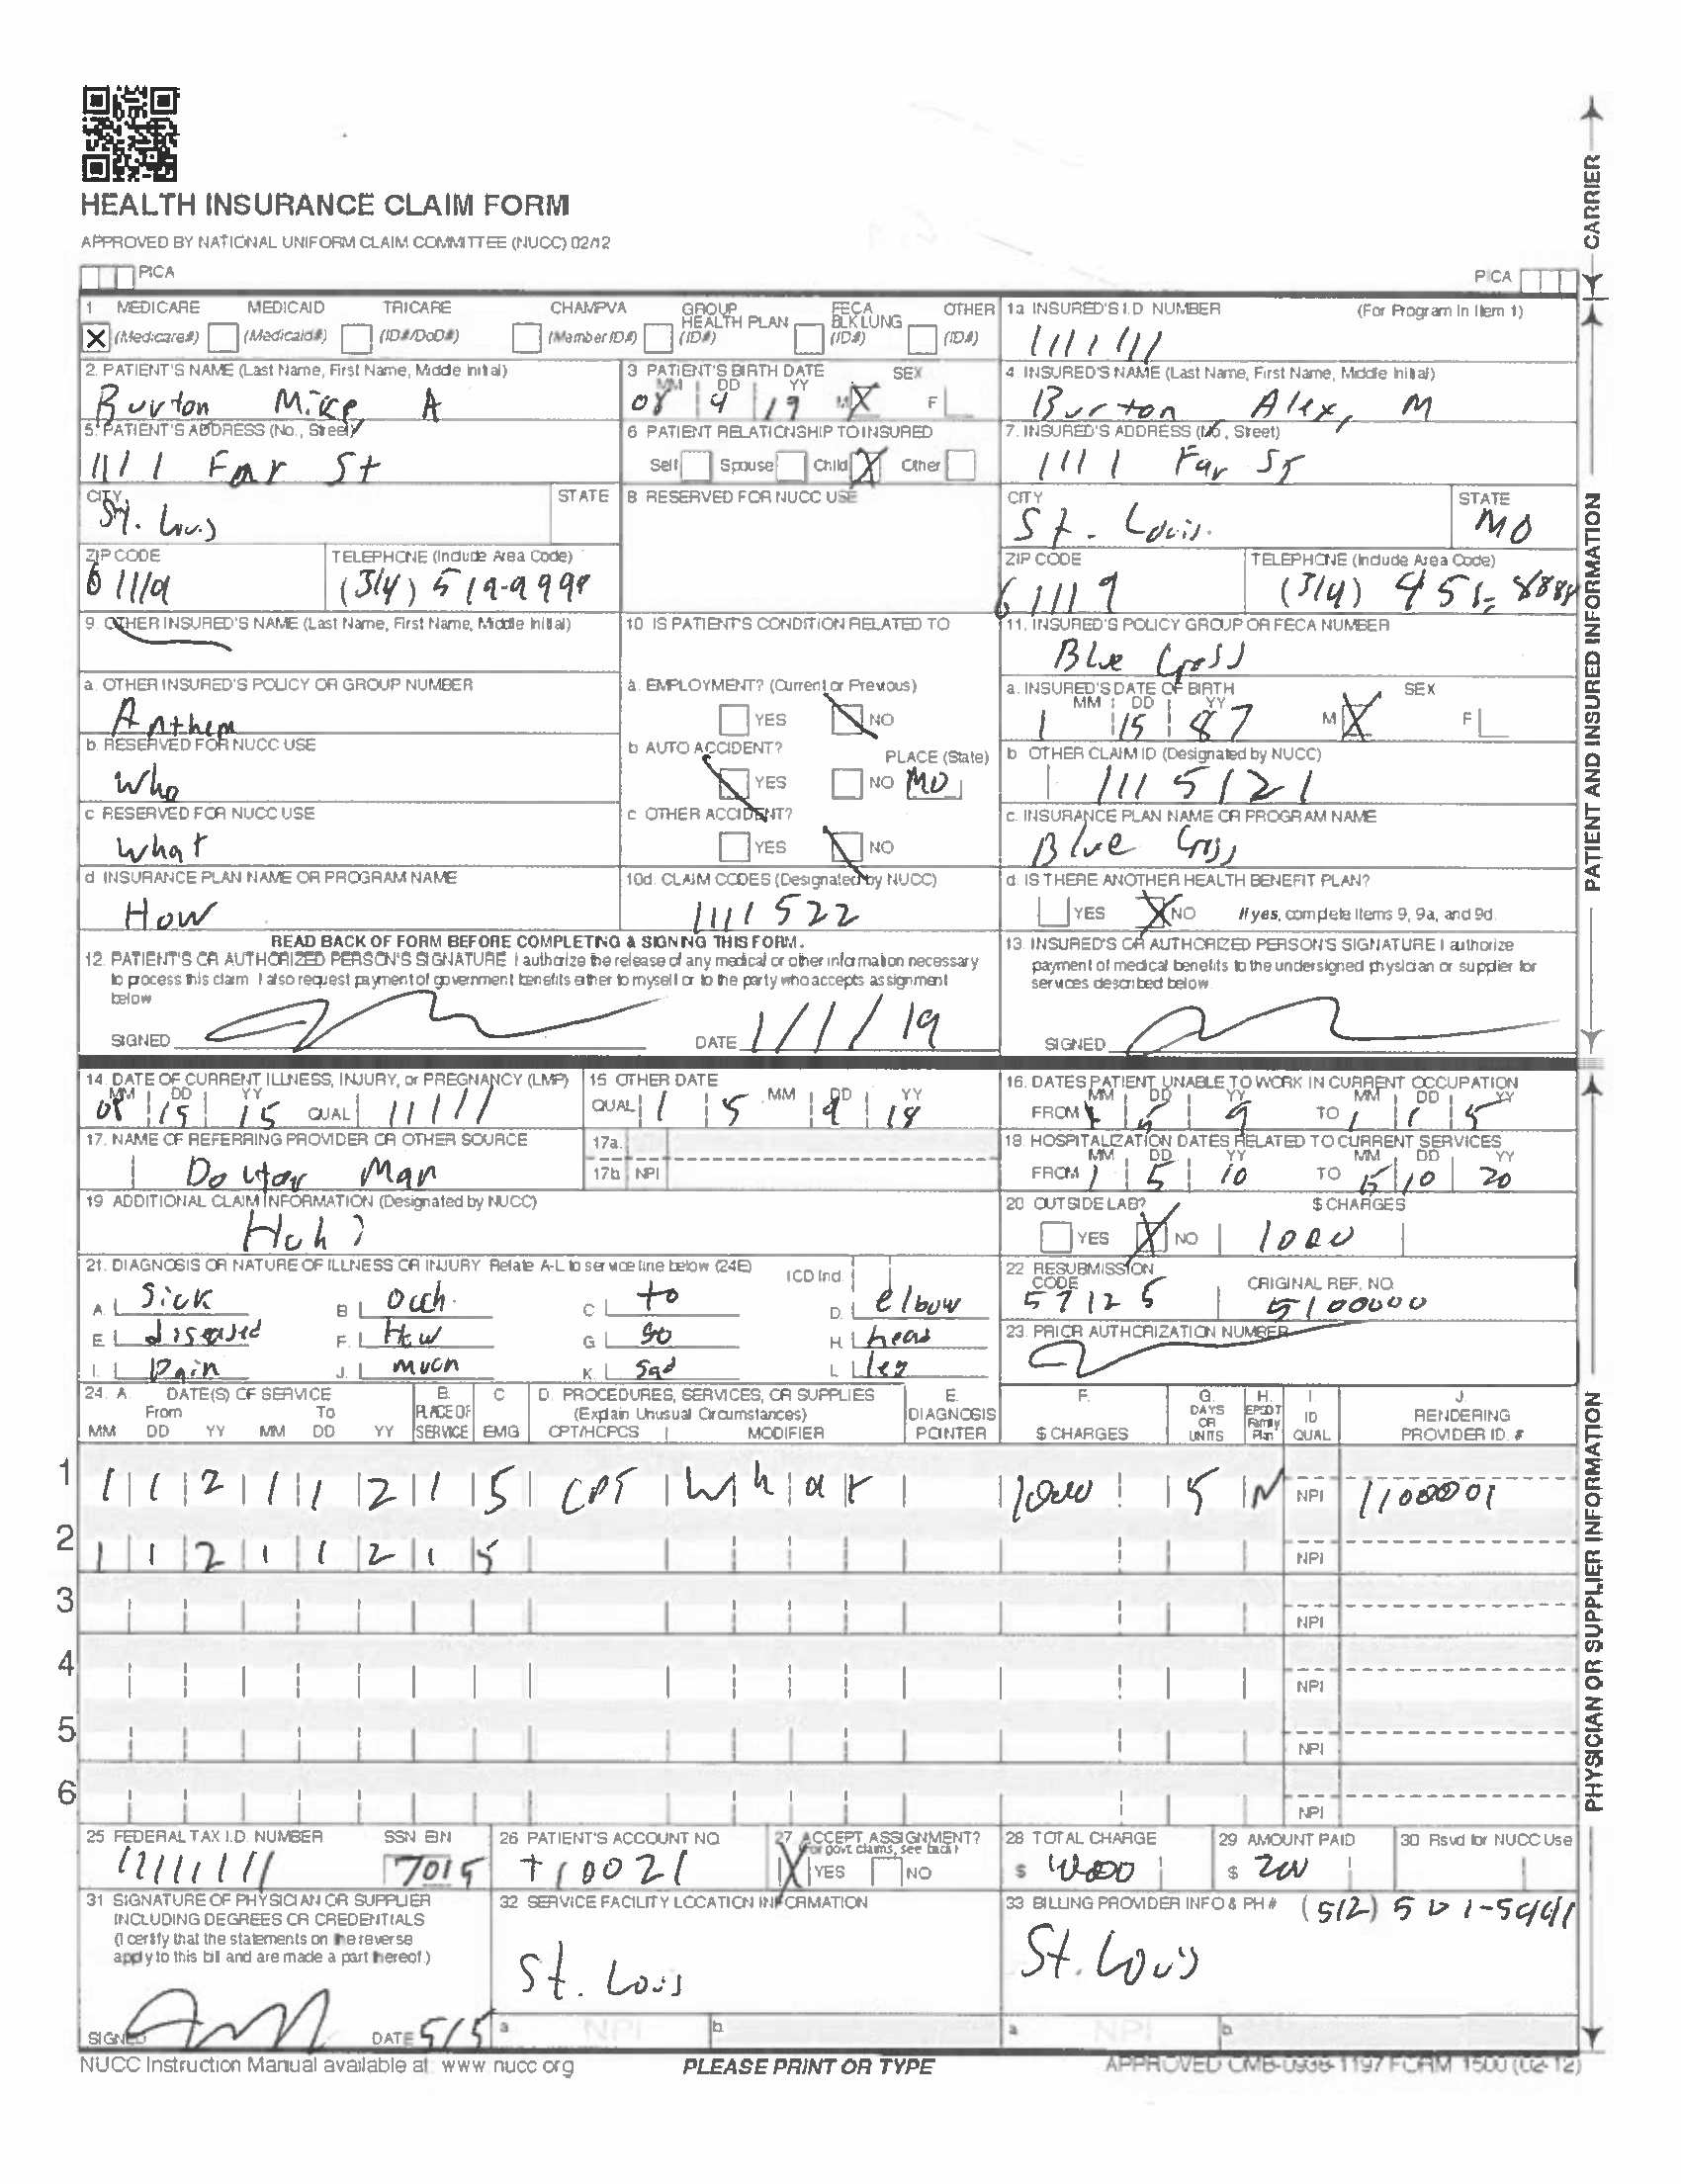 HEALTH INSURANCE CLAIM FORM
APPROVED BY NATIONAL UNIFORM CLAIM COMMITTEE (NUCC) 02/12
PICA PICA
CARRIER
1 MEDICARE MEDICAID TRICARE CHAMPVA GROUP HEALTH PLAN FECA BLK LUNG OTHER
X (Medicare#) (Medicaid#) (ID#/DoD#) (Member ID#) (ID#) (ID#) (ID#)
1a INSURED'S I.D NUMBER (For Program In Item 1)
1111111
2. PATIENT'S NAME (Last Name, First Name, Middle Initial)
Burton Mike, A
3 PATIENT'S BIRTH DATE SEX
MM DD YY
08 9 19 M X F
4. INSURED'S NAME (Last Name, First Name, Middle Initial)
Burton, Alex, M
5. PATIENT'S ADDRESS (No., Street)
1111 Far St
6 PATIENT RELATIONSHIP TO INSURED
Self Spouse Child X Other
7. INSURED'S ADDRESS (No, Street)
1111 Far St
CITY STATE
St. Louis
8 RESERVED FOR NUCC USE
CITY STATE
St. Louis. MO
ZIP CODE TELEPHONE (Include Area Code)
61119 (314) 519-9999
ZIP CODE TELEPHONE (Include Area Code)
61119 (314) 451-8888
9. OTHER INSURED'S NAME (Last Name, First Name, Middle Initial)
10 IS PATIENT'S CONDITION RELATED TO
11. INSURED'S POLICY GROUP OR FECA NUMBER
Blue Cross
a. OTHER INSURED'S POLICY OR GROUP NUMBER
Anthem
a. EMPLOYMENT? (Current or Previous)
YES NO
a. INSURED'S DATE OF BIRTH SEX
MM DD YY
1 15 87 M X F
b. RESERVED FOR NUCC USE
Who
b AUTO ACCIDENT? PLACE (State)
YES NO MO
b OTHER CLAIM ID (Designated by NUCC)
1115121
c RESERVED FOR NUCC USE
What
c OTHER ACCIDENT?
YES NO
c. INSURANCE PLAN NAME OR PROGRAM NAME
Blue Cross
d INSURANCE PLAN NAME OR PROGRAM NAME
How
10d. CLAIM CODES (Designated by NUCC)
1111522
d. IS THERE ANOTHER HEALTH BENEFIT PLAN?
YES X NO If yes, complete items 9, 9a, and 9d.
READ BACK OF FORM BEFORE COMPLETING & SIGNING THIS FORM.
12. PATIENT'S OR AUTHORIZED PERSON'S SIGNATURE I authorize the release of any medical or other information necessary
to process this claim I also request payment of government benefits either to myself or to the party who accepts assignment
below
SIGNED DATE 1/1/19
13. INSURED'S OR AUTHORIZED PERSON'S SIGNATURE I authorize
payment of medical benefits to the undersigned physician or supplier for
services described below
SIGNED
PATIENT AND INSURED INFORMATION
14. DATE OF CURRENT ILLNESS, INJURY, or PREGNANCY (LMP)
MM DD YY
08 15 15 QUAL 11111
15 OTHER DATE
QUAL 1 5 MM 9 DD 18 YY
16. DATES PATIENT UNABLE TO WORK IN CURRENT OCCUPATION
MM DD YY MM DD YY
FROM 1 5 9 TO 1 1 5
17. NAME OF REFERRING PROVIDER OR OTHER SOURCE
Doctor Man
17a.
17b. NPI
18 HOSPITALIZATION DATES RELATED TO CURRENT SERVICES
MM DD YY MM DD YY
FROM 1 5 10 TO 15 10 20
19 ADDITIONAL CLAIM INFORMATION (Designated by NUCC)
Huh?
20 OUTSIDE LAB? $ CHARGES
YES X NO 1000
21. DIAGNOSIS OR NATURE OF ILLNESS OR INJURY Relate A-L to service line below (24E) ICD Ind.
A. Sick B Ouch. C to D. elbow
E diseased F. How G so H. head
I. Pain J. much K. sad L. leg
22 RESUBMISSION CODE ORIGINAL REF. NO.
57125 5100000
23. PRIOR AUTHORIZATION NUMBER
24. A. DATE(S) OF SERVICE B. C D. PROCEDURES, SERVICES, OR SUPPLIES E. F. G. H. I. J.
From To PLACE OF (Explain Unusual Circumstances) DIAGNOSIS DAYS OR EPSDT Family ID RENDERING
MM DD YY MM DD YY SERVICE EMG CPT/HCPCS MODIFIER POINTER $ CHARGES UNITS Plan QUAL. PROVIDER ID. #
1 1 1 2 1 1 2 1 5 CPT W h a t 1000 5 N NPI 1100001
2 1 1 2 1 1 2 1 5 NPI
3 NPI
4 NPI
5 NPI
6 NPI
25 FEDERAL TAX I.D. NUMBER SSN EIN
11111111 7015
26 PATIENT'S ACCOUNT NO.
+10021
27 ACCEPT ASSIGNMENT?
(For govt. claims, see back)
X YES NO
28 TOTAL CHARGE
$
29 AMOUNT PAID
$ 200
30 Rsvd for NUCC Use
31 SIGNATURE OF PHYSICIAN OR SUPPLIER
INCLUDING DEGREES OR CREDENTIALS
(I certify that the statements on the reverse
apply to this bill and are made a part thereof.)
SIGNED DATE 5/5
32 SERVICE FACILITY LOCATION INFORMATION
St. Louis
a NPI b.
33 BILLING PROVIDER INFO & PH # (512) 501-5441
St. Louis
a NPI b.
PHYSICIAN OR SUPPLIER INFORMATION
NUCC Instruction Manual available at: www nucc org PLEASE PRINT OR TYPE APPROVED OMB-0938-1197 FORM 1500 (02-12)